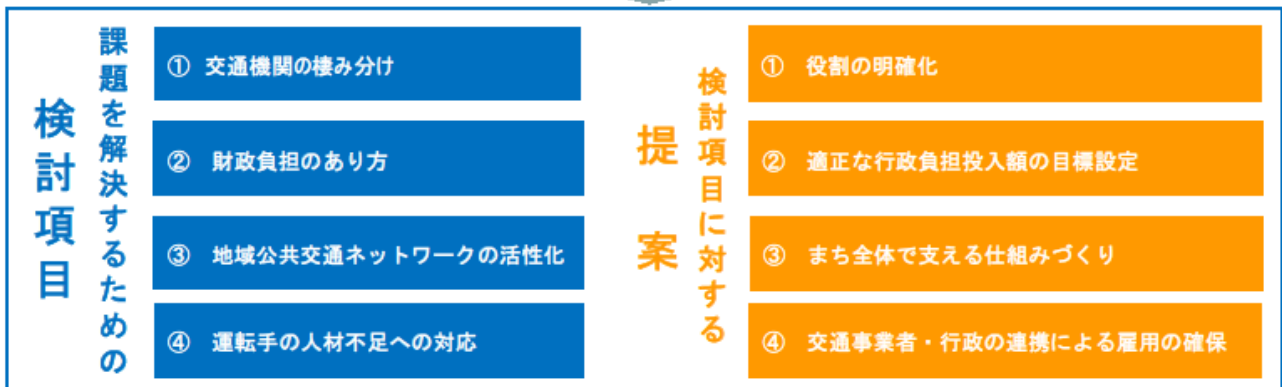 課題を解決するための
検討項目
① 交通機関の棲み分け
② 財政負担のあり方
③ 地域公共交通ネットワークの活性化
④ 運転手の人材不足への対応
検討項目に対する
提案
① 役割の明確化
② 適正な行政負担投入額の目標設定
③ まち全体で支える仕組みづくり
④ 交通事業者・行政の連携による雇用の確保